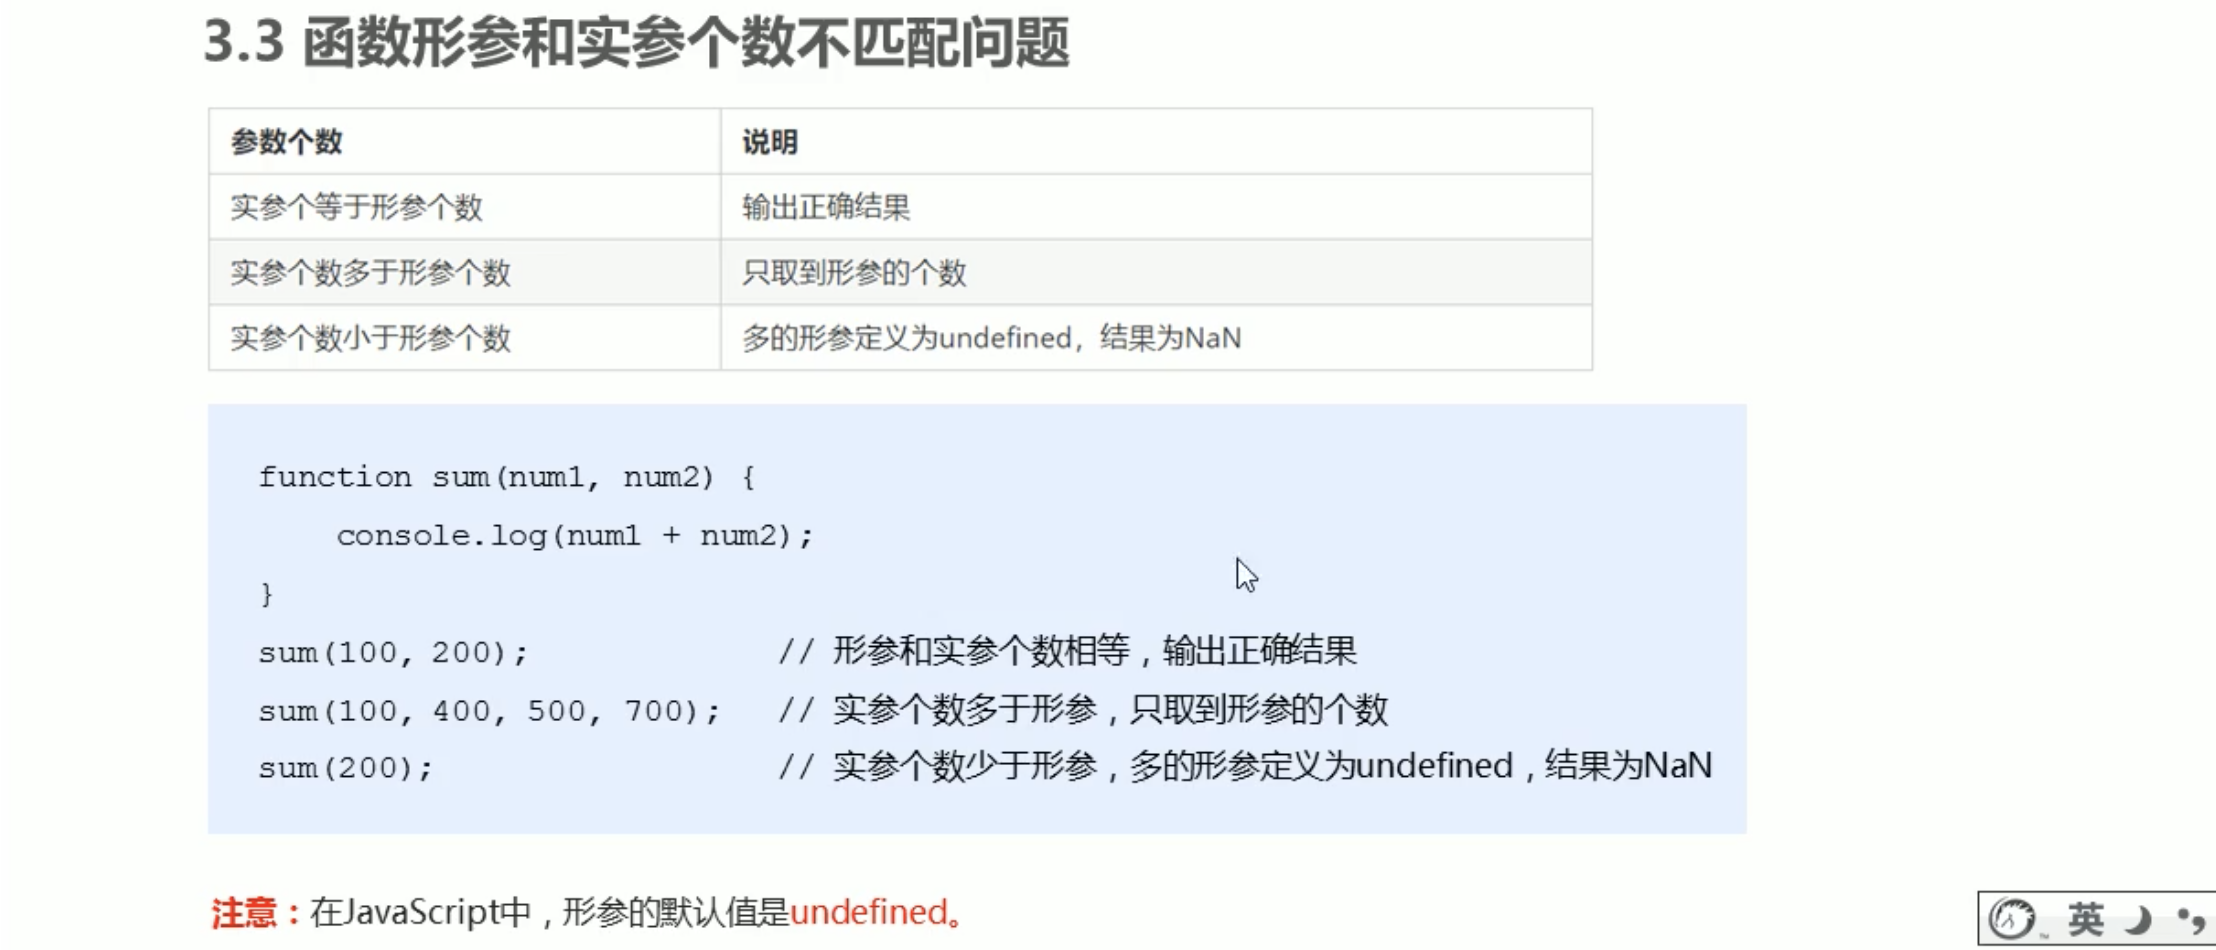 3.3 函数形参和实参个数不匹配问题
参数个数 说明
实参个等于形参个数 输出正确结果
实参个数多于形参个数 只取到形参的个数
实参个数小于形参个数 多的形参定义为undefined，结果为NaN
function sum(num1, num2) {
console.log(num1 + num2);
}
sum(100, 200); // 形参和实参个数相等，输出正确结果
sum(100, 400, 500, 700); // 实参个数多于形参，只取到形参的个数
sum(200); // 实参个数少于形参，多的形参定义为undefined，结果为NaN
注意：在JavaScript中，形参的默认值是undefined。
英